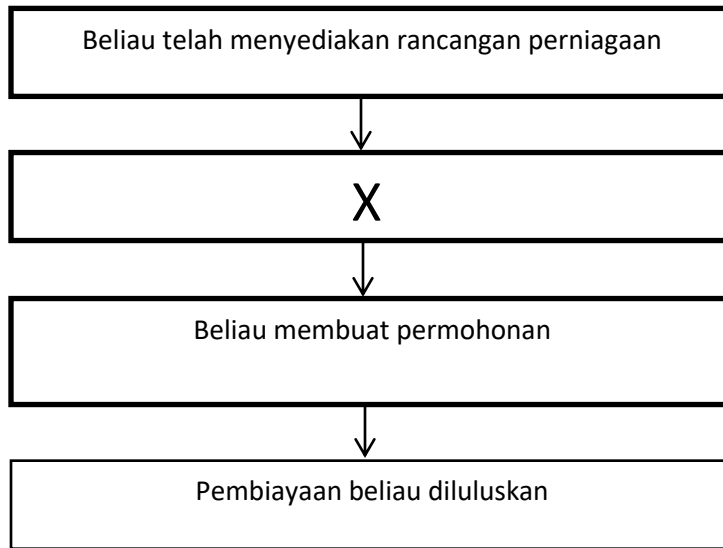 Beliau telah menyediakan rancangan perniagaan
X
Beliau membuat permohonan
Pembiayaan beliau diluluskan